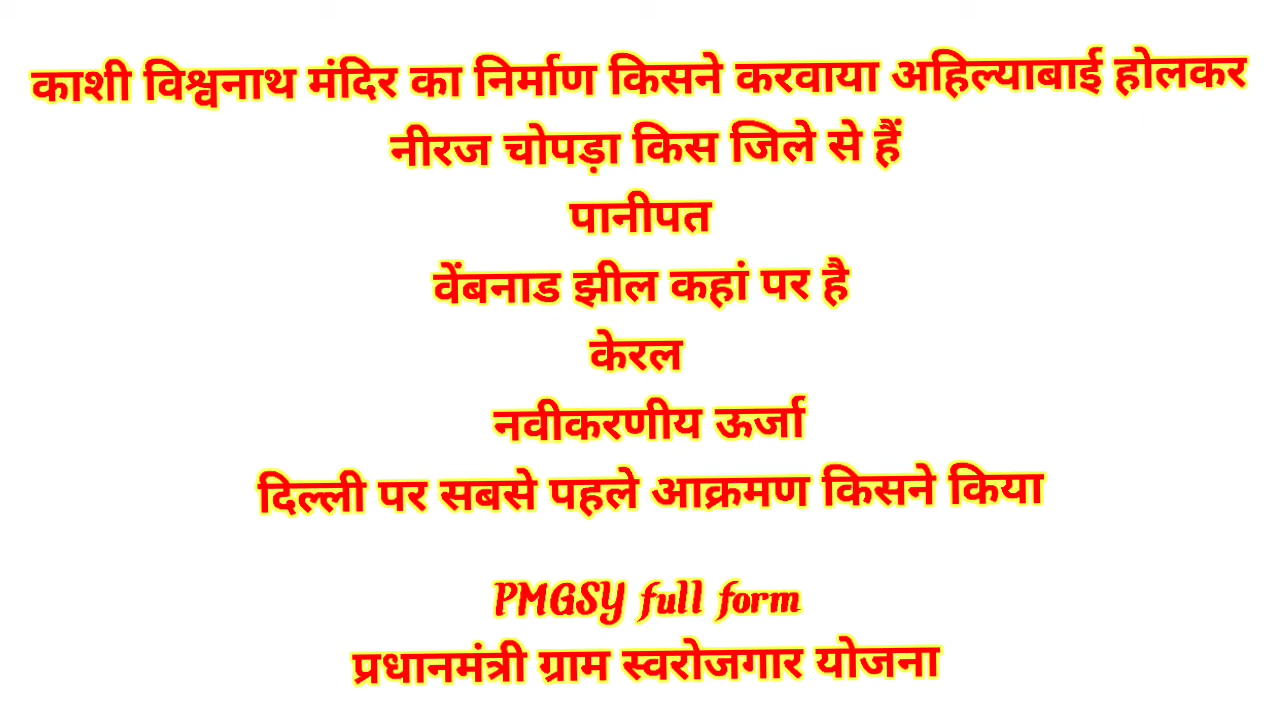 काशी विश्वनाथ मंदिर का निर्माण किसने करवाया अहिल्याबाई होलकर
नीरज चोपड़ा किस जिले से हैं
पानीपत
वेंबनाड झील कहां पर है
केरल
नवीकरणीय ऊर्जा
दिल्ली पर सबसे पहले आक्रमण किसने किया
PMGSY full form
प्रधानमंत्री ग्राम स्वरोजगार योजना